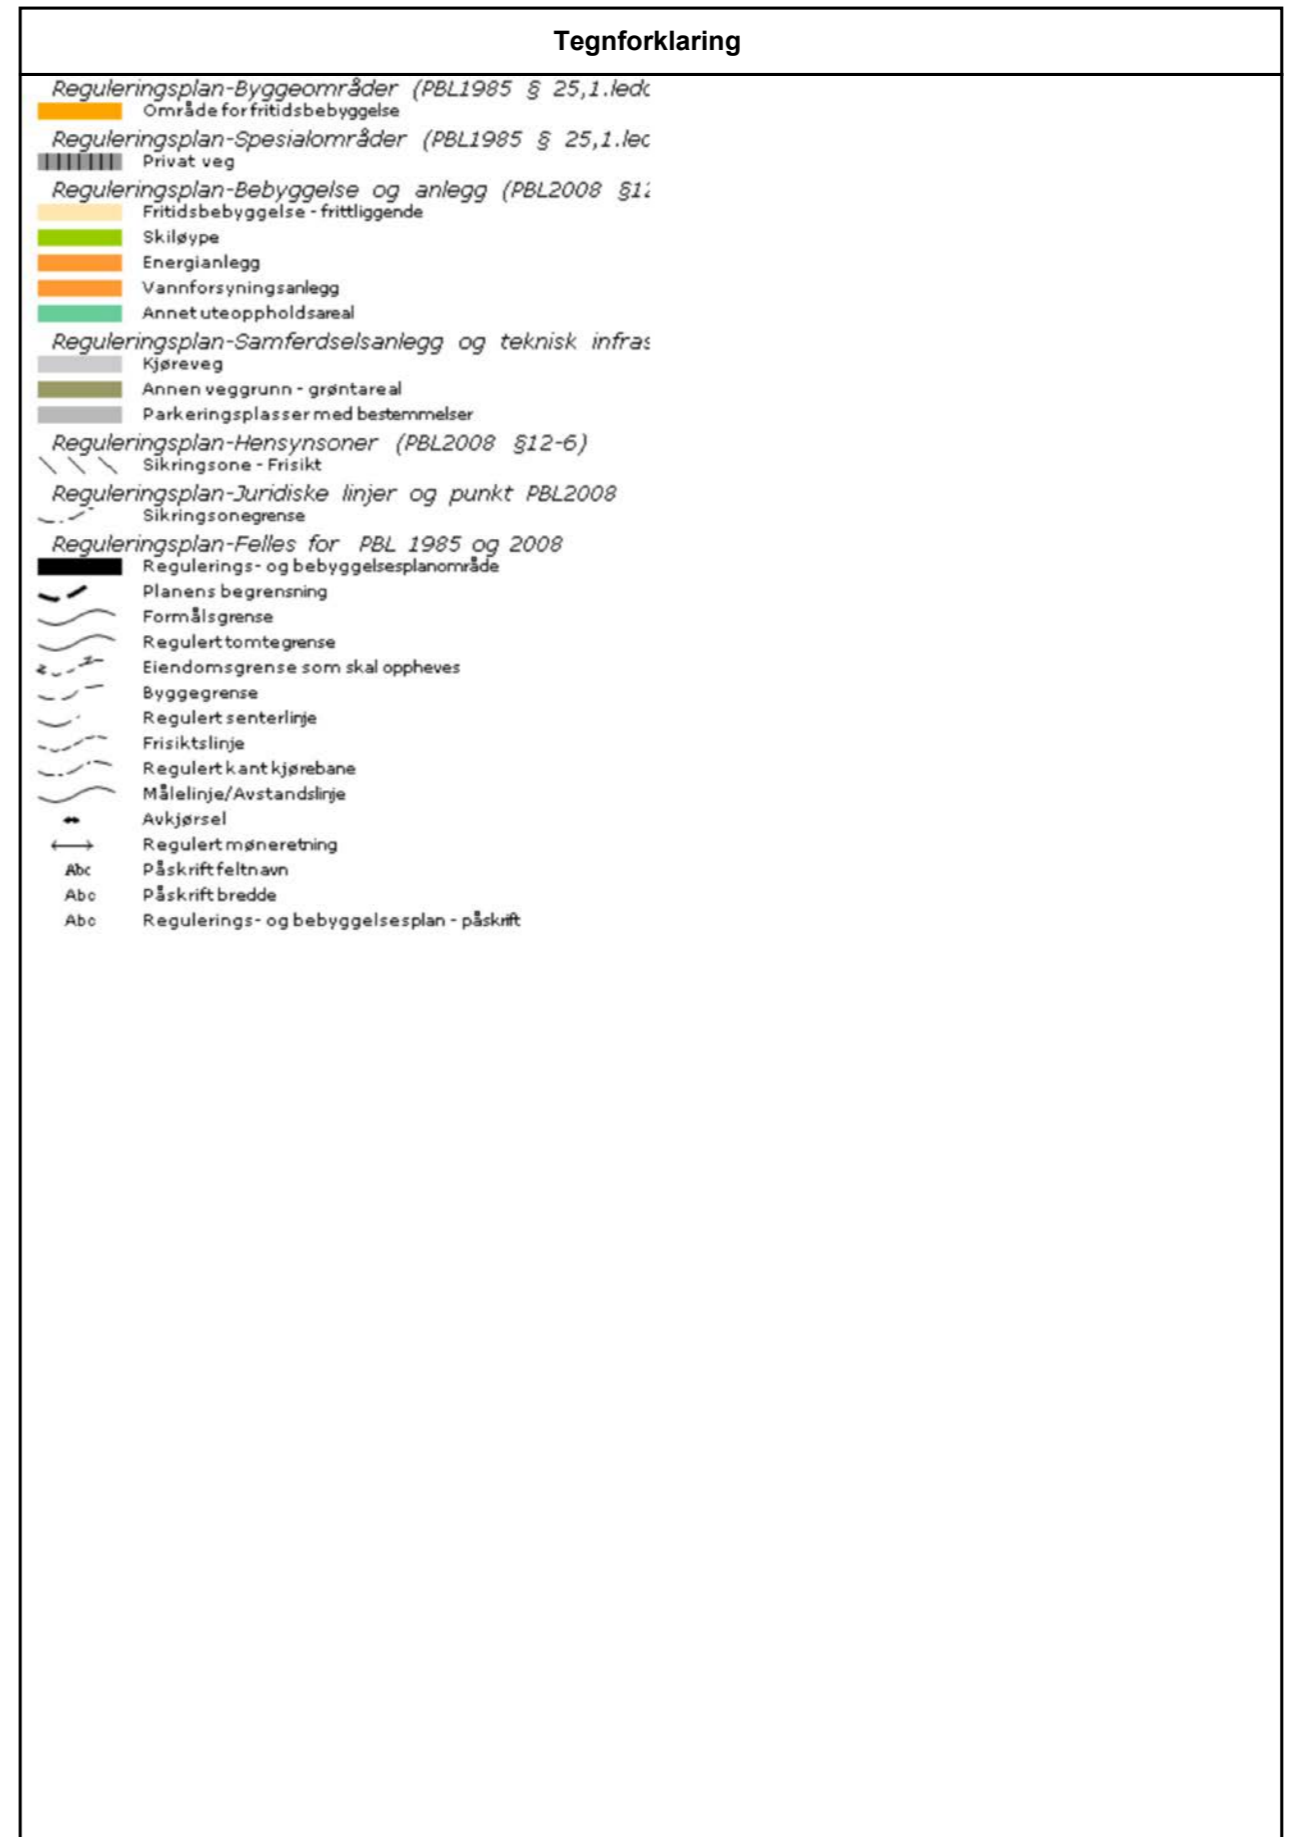 Tegnforklaring
Reguleringsplan-Byggeområder (PBL1985 § 25,1.ledd
Område for fritidsbebyggelse
Reguleringsplan-Spesialområder (PBL1985 § 25,1.led
Privat veg
Reguleringsplan-Bebyggelse og anlegg (PBL2008 §12
Fritidsbebyggelse - frittliggende
Skiløype
Energianlegg
Vannforsyningsanlegg
Annet uteoppholdsareal
Reguleringsplan-Samferdselsanlegg og teknisk infras
Kjøreveg
Annen veggrunn - grøntareal
Parkeringsplasser med bestemmelser
Reguleringsplan-Hensynsoner (PBL2008 §12-6)
Sikringsone - Frisikt
Reguleringsplan-Juridiske linjer og punkt PBL2008
Sikringsonegrense
Reguleringsplan-Felles for PBL 1985 og 2008
Regulerings- og bebyggelsesplanområde
Planens begrensning
Formålsgrense
Regulert tomtegrense
Eiendomsgrense som skal oppheves
Byggegrense
Regulert senterlinje
Frisiktslinje
Regulert kant kjørebane
Målelinje/Avstandslinje
Avkjørsel
Regulert møneretning
Abc Påskrift feltnavn
Abc Påskrift bredde
Abc Regulerings- og bebyggelsesplan - påskrift